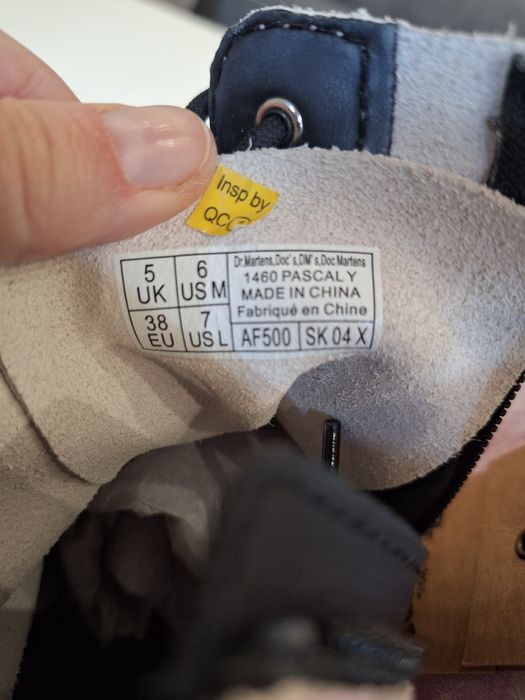 Insp by
QC
5
UK
6
US M
38
EU
7
US L
Dr.Martens,Doc's,DM's,Doc Martens
1460 PASCAL Y
MADE IN CHINA
Fabriqué en Chine
AF500
SK 04 X